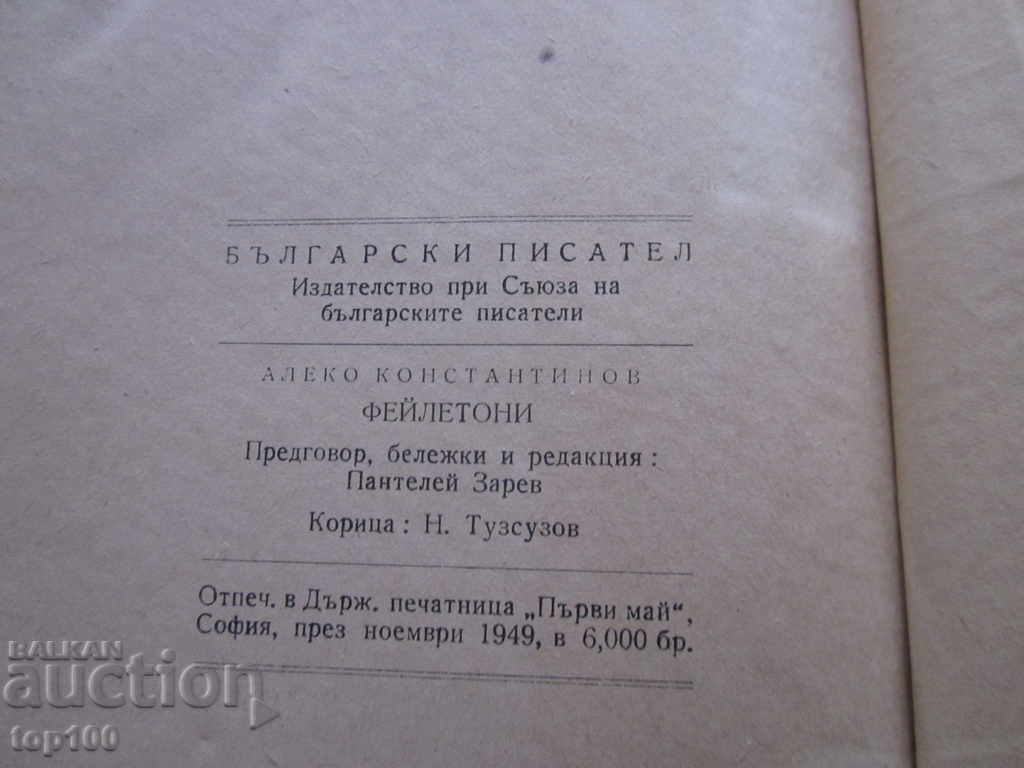 БЪЛГАРСКИ ПИСАТЕЛ
Издателство при Съюза на
българските писатели
АЛЕКО КОНСТАНТИНОВ
ФЕЙЛЕТОНИ
Предговор, бележки и редакция :
Пантелей Зарев
Корица : Н. Тузсузов
Отпеч. в Държ. печатница „Първи май“,
София, през ноември 1949, в 6,000 бр.
BALKAN
auction
top100